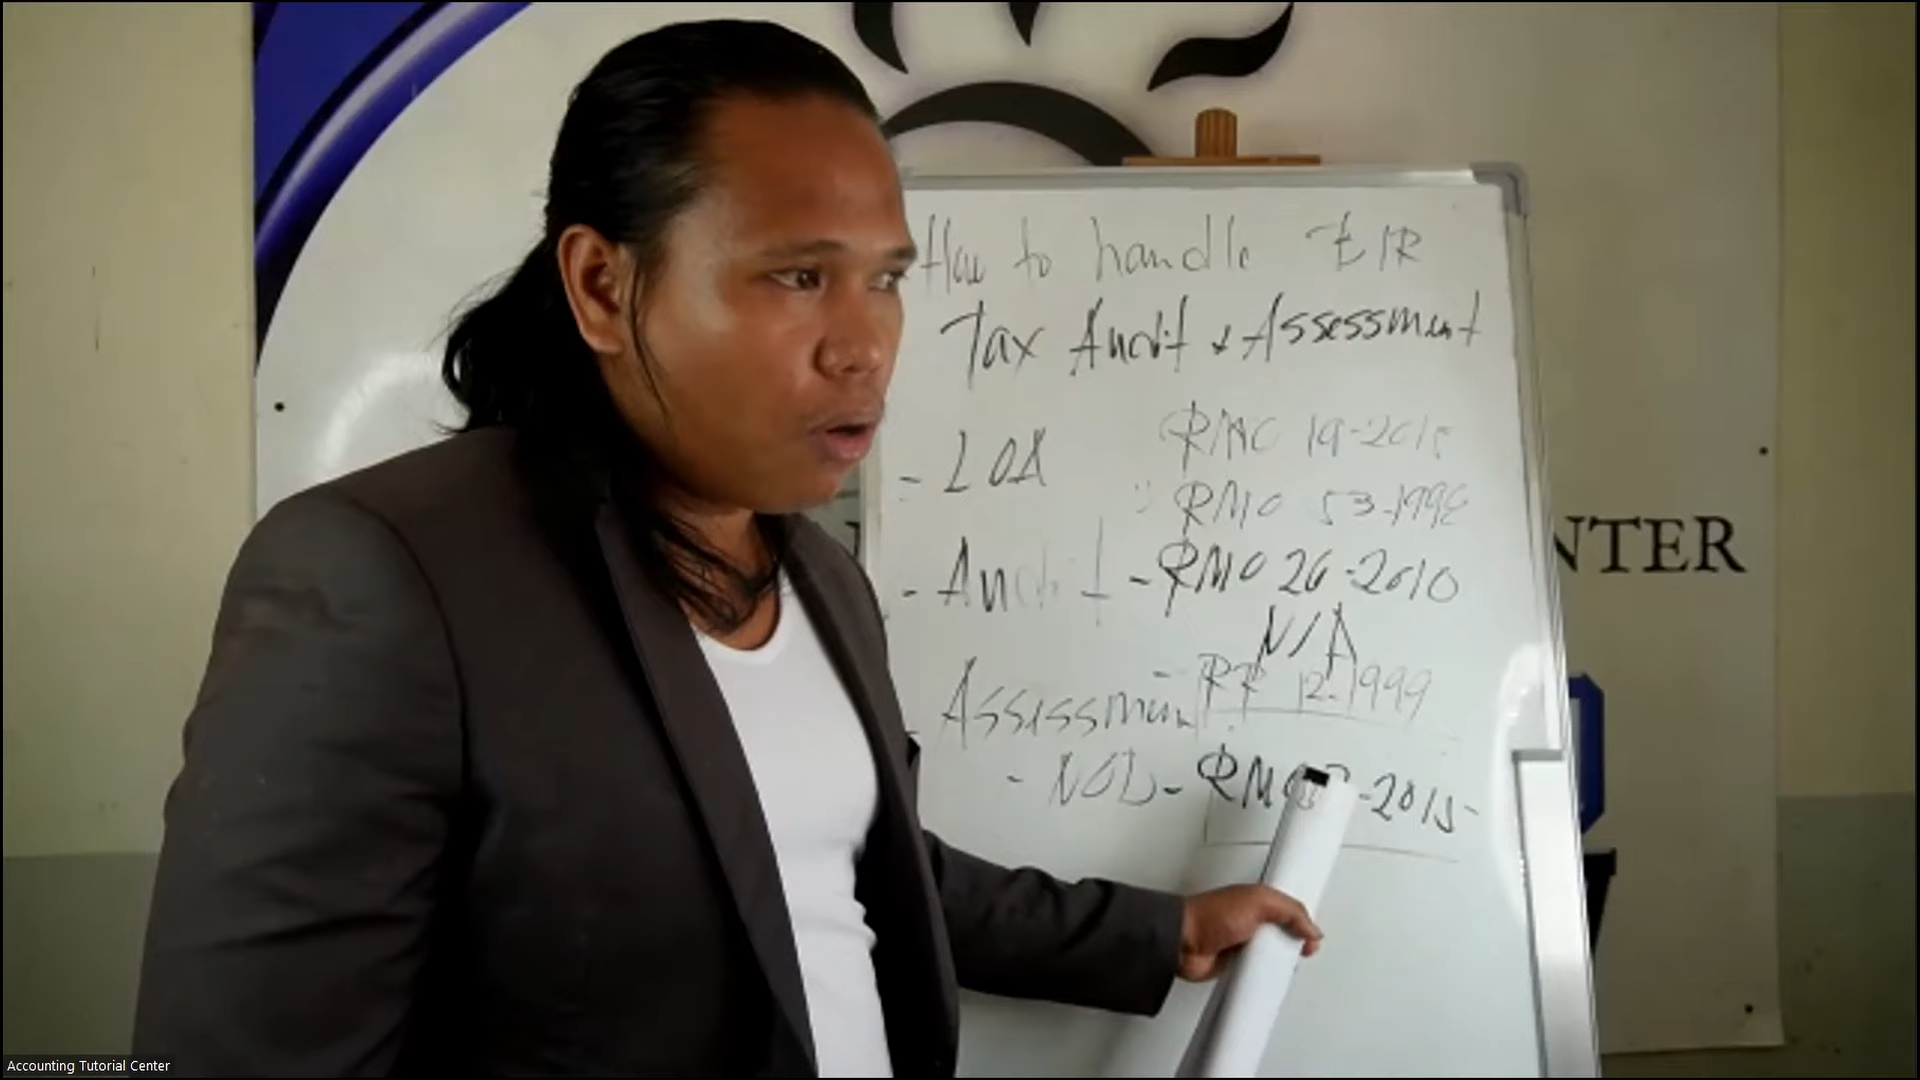 How to handle BIR
Tax Audit & Assessment
- LOA RMC 19-2015
" RMO 53-1998
- Audit - RMO 26-2010
N/A
- Assessment RR 12-1999
- NOD - -2015
NTER
Accounting Tutorial Center